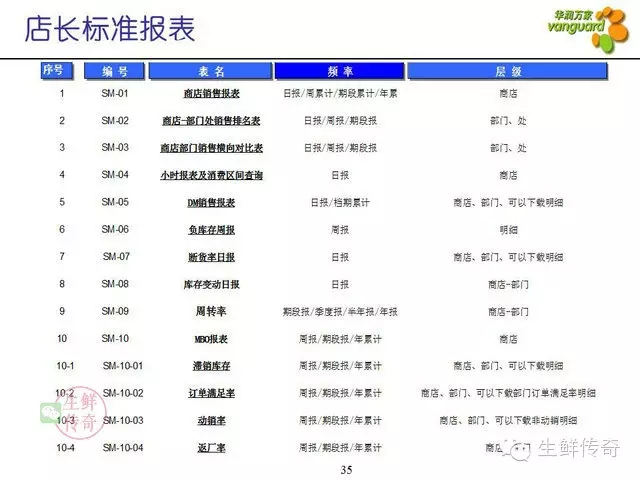 店长标准报表
华润万家
vanguard
序号 编 号 表 名 频 率 层 级
1 SM-01 商店销售报表 日报/周累计/期段累计/年累 商店
2 SM-02 商店-部门处销售排名表 日报/周报/期段报 部门、处
3 SM-03 商店部门销售横向对比表 日报/周报/期段报 部门、处
4 SM-04 小时报表及消费区间查询 日报 商店
5 SM-05 DM销售报表 日报/档期累计 商店、部门、可以下载明细
6 SM-06 负库存周报 周报 明细
7 SM-07 断货率日报 日报 商店、部门、可以下载明细
8 SM-08 库存变动日报 日报 商店-部门
9 SM-09 周转率 期段报/季度报/半年报/年报 商店-部门
10 SM-10 MBO报表 周报/期段报/年累计 商店
10-1 SM-10-01 滞销库存 周报/期段报/年累计 商店、部门、可以下载明细
10-2 SM-10-02 订单满足率 周报/期段报/年累计 商店、部门、可以下载部门订单满足率明细
10-3 SM-10-03 动销率 周报/期段报/年累计 商店、部门、可以下载非动销明细
10-4 SM-10-04 返厂率 周报/期段报/年累计 商店、部门
生鲜
传奇
生鲜传奇
35